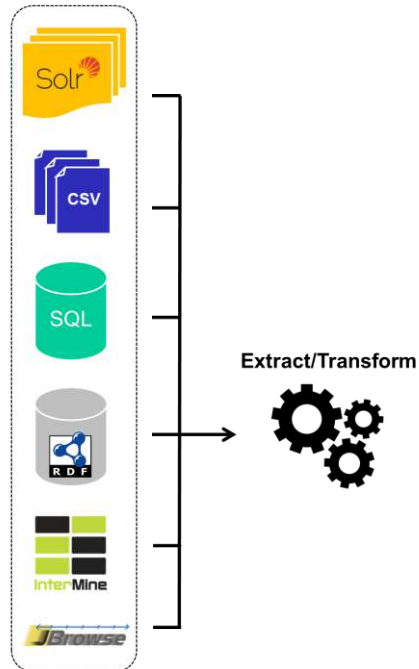 Solr
CSV
SQL
Extract/Transform
RDF
InterMine
JBrowse